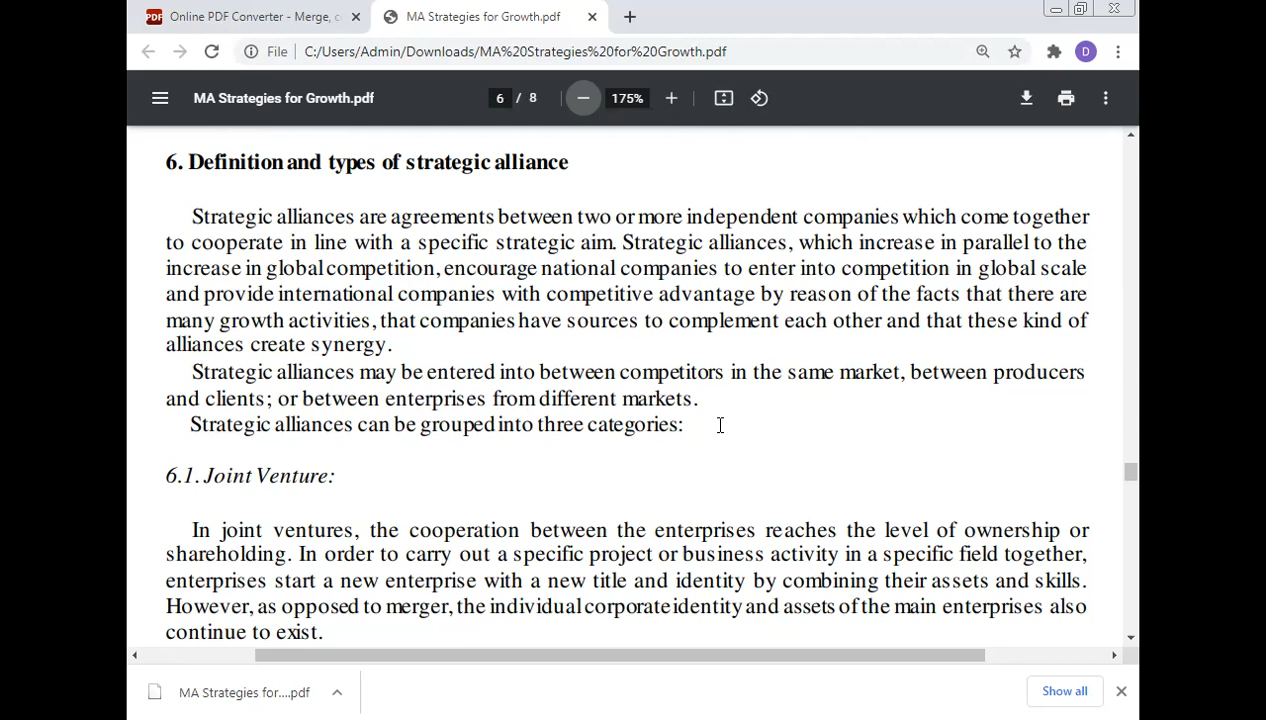 PDF Online PDF Converter - Merge, c
MA Strategies for Growth.pdf
File C:/Users/Admin/Downloads/MA%20Strategies%20for%20Growth.pdf
D
MA Strategies for Growth.pdf 6 / 8 175%
6. Definition and types of strategic alliance
Strategic alliances are agreements between two or more independent companies which come together
to cooperate in line with a specific strategic aim. Strategic alliances, which increase in parallel to the
increase in global competition, encourage national companies to enter into competition in global scale
and provide international companies with competitive advantage by reason of the facts that there are
many growth activities, that companies have sources to complement each other and that these kind of
alliances create synergy.
Strategic alliances may be entered into between competitors in the same market, between producers
and clients; or between enterprises from different markets.
Strategic alliances can be grouped into three categories:
6.1. Joint Venture:
In joint ventures, the cooperation between the enterprises reaches the level of ownership or
shareholding. In order to carry out a specific project or business activity in a specific field together,
enterprises start a new enterprise with a new title and identity by combining their assets and skills.
However, as opposed to merger, the individual corporate identity and assets of the main enterprises also
continue to exist.
MA Strategies for....pdf
Show all